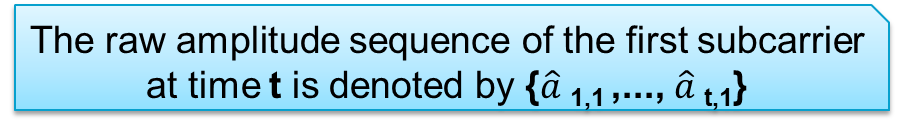 The raw amplitude sequence of the first subcarrier
at time t is denoted by {â 1,1 ,..., â t,1}